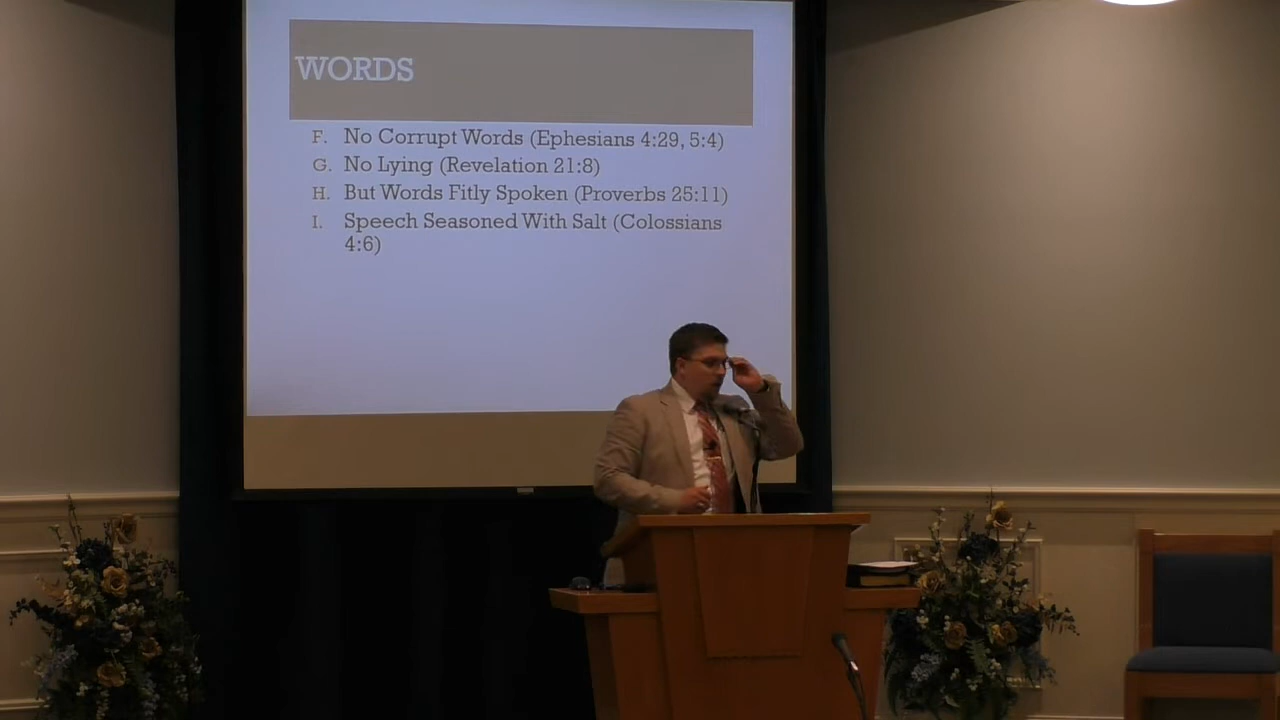 WORDS
F. No Corrupt Words (Ephesians 4:29, 5:4)
G. No Lying (Revelation 21:8)
H. But Words Fitly Spoken (Proverbs 25:11)
I. Speech Seasoned With Salt (Colossians
4:6)